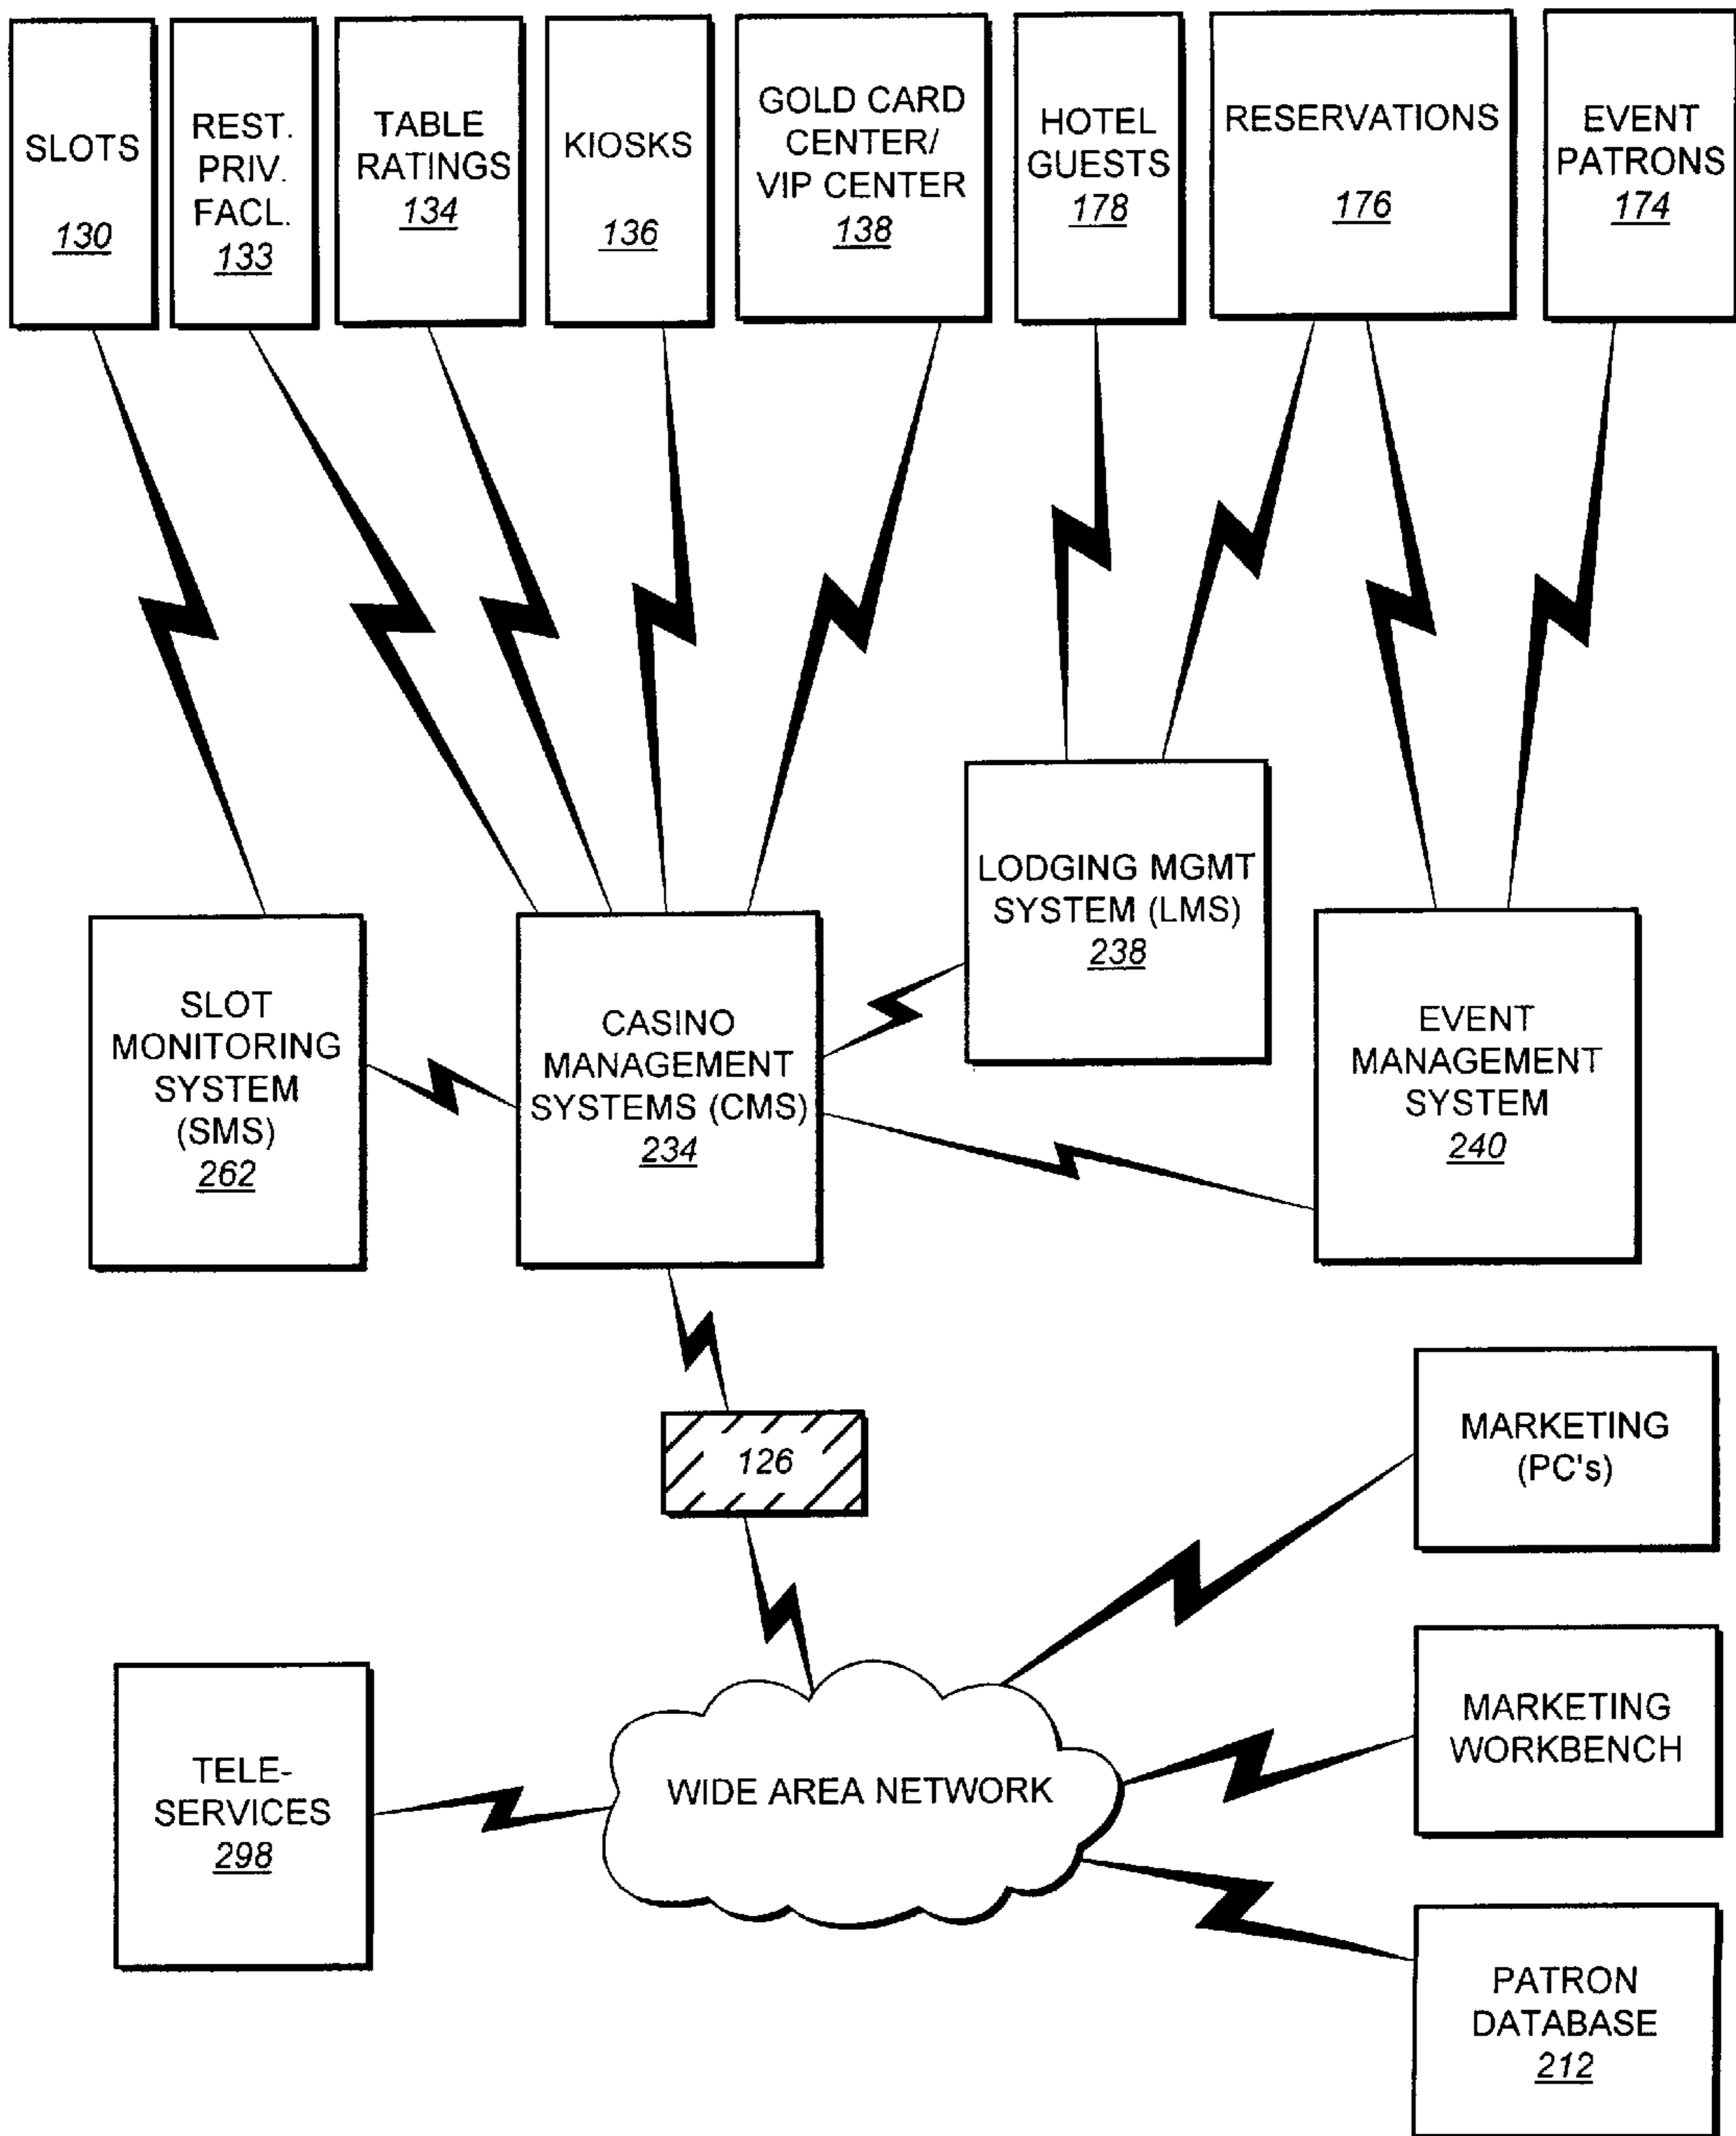 SLOTS
130
REST.
PRIV.
FACL.
133
TABLE
RATINGS
134
KIOSKS
136
GOLD CARD
CENTER/
VIP CENTER
138
HOTEL
GUESTS
178
RESERVATIONS
176
EVENT
PATRONS
174
LODGING MGMT
SYSTEM (LMS)
238
SLOT
MONITORING
SYSTEM
(SMS)
262
CASINO
MANAGEMENT
SYSTEMS (CMS)
234
EVENT
MANAGEMENT
SYSTEM
240
126
MARKETING
(PC's)
TELE-
SERVICES
298
WIDE AREA NETWORK
MARKETING
WORKBENCH
PATRON
DATABASE
212